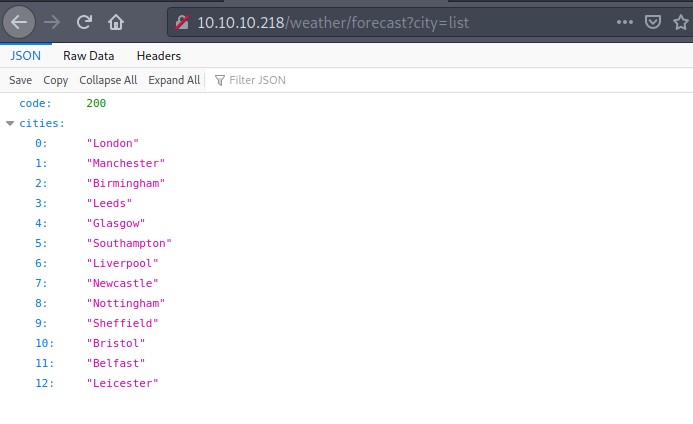 10.10.10.218/weather/forecast?city=list
JSON Raw Data Headers
Save Copy Collapse All Expand All Filter JSON
code: 200
cities:
0: "London"
1: "Manchester"
2: "Birmingham"
3: "Leeds"
4: "Glasgow"
5: "Southampton"
6: "Liverpool"
7: "Newcastle"
8: "Nottingham"
9: "Sheffield"
10: "Bristol"
11: "Belfast"
12: "Leicester"